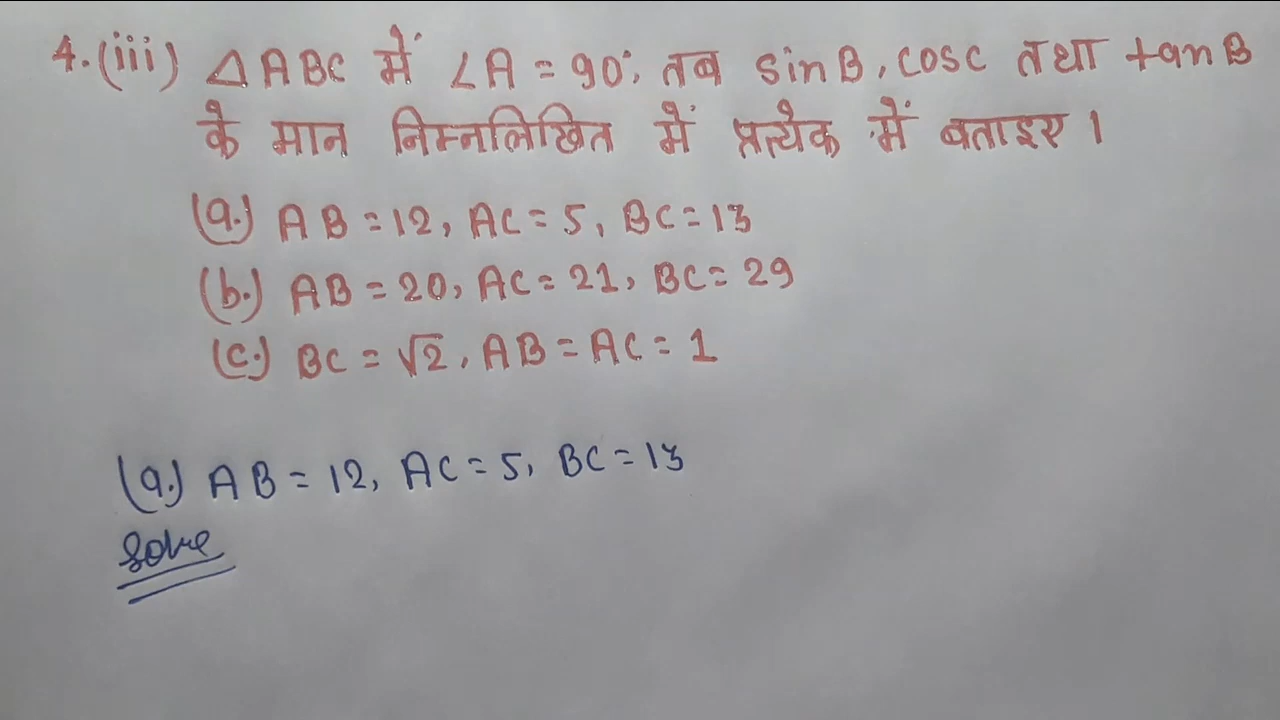 4.(iii) △ABC में ∠A = 90°, तब sinB, cosc तथा tanB
के मान निम्नलिखित में प्रत्येक में बताइए।
(a.) AB = 12, AC = 5, BC = 13
(b.) AB = 20, AC = 21, BC = 29
(c.) BC = √2, AB = AC = 1
(a.) AB = 12, AC = 5, BC = 13
Solve